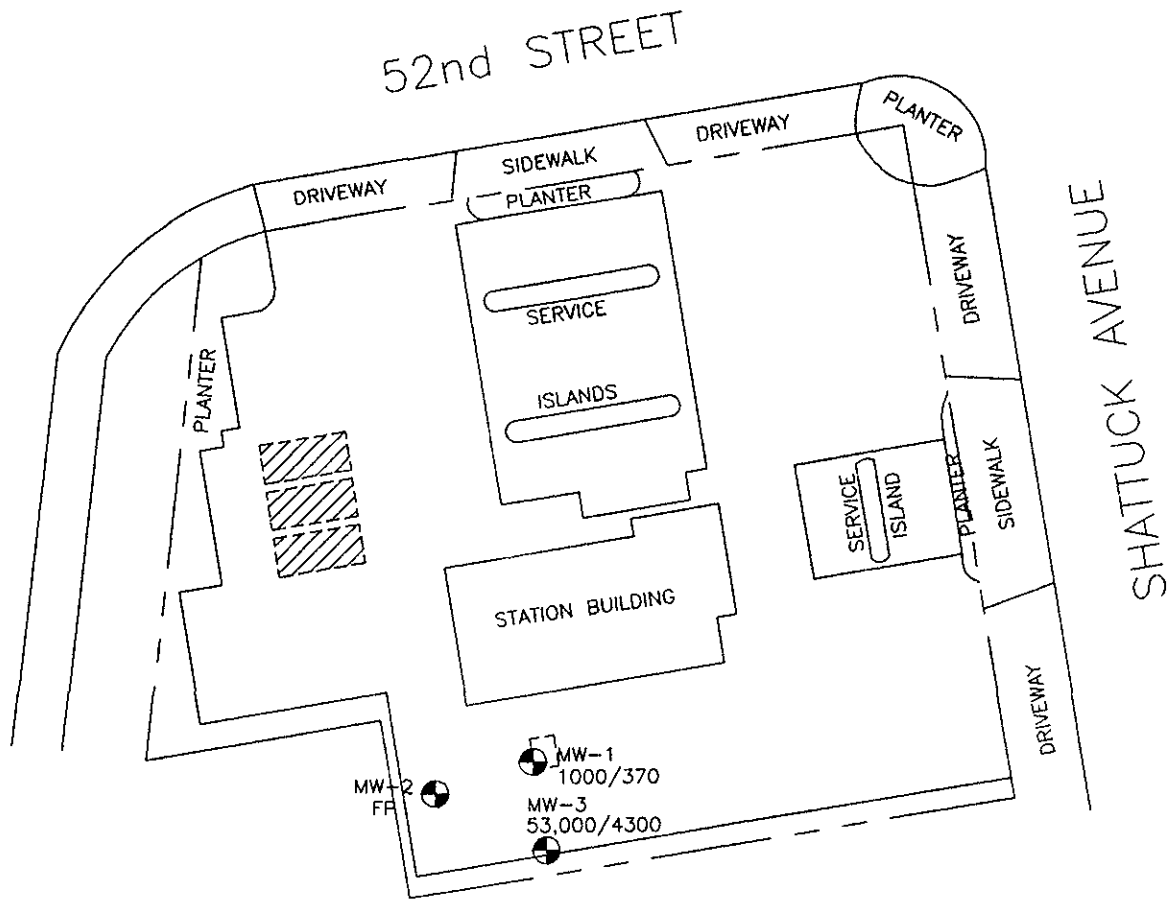 52nd STREET
PLANTER
DRIVEWAY
SIDEWALK
DRIVEWAY
PLANTER
SERVICE
ISLANDS
PLANTER
DRIVEWAY
SHATTUCK AVENUE
SERVICE
ISLAND
PLANTER
SIDEWALK
STATION BUILDING
DRIVEWAY
MW-1
1000/370
MW-2
FP
MW-3
53,000/4300